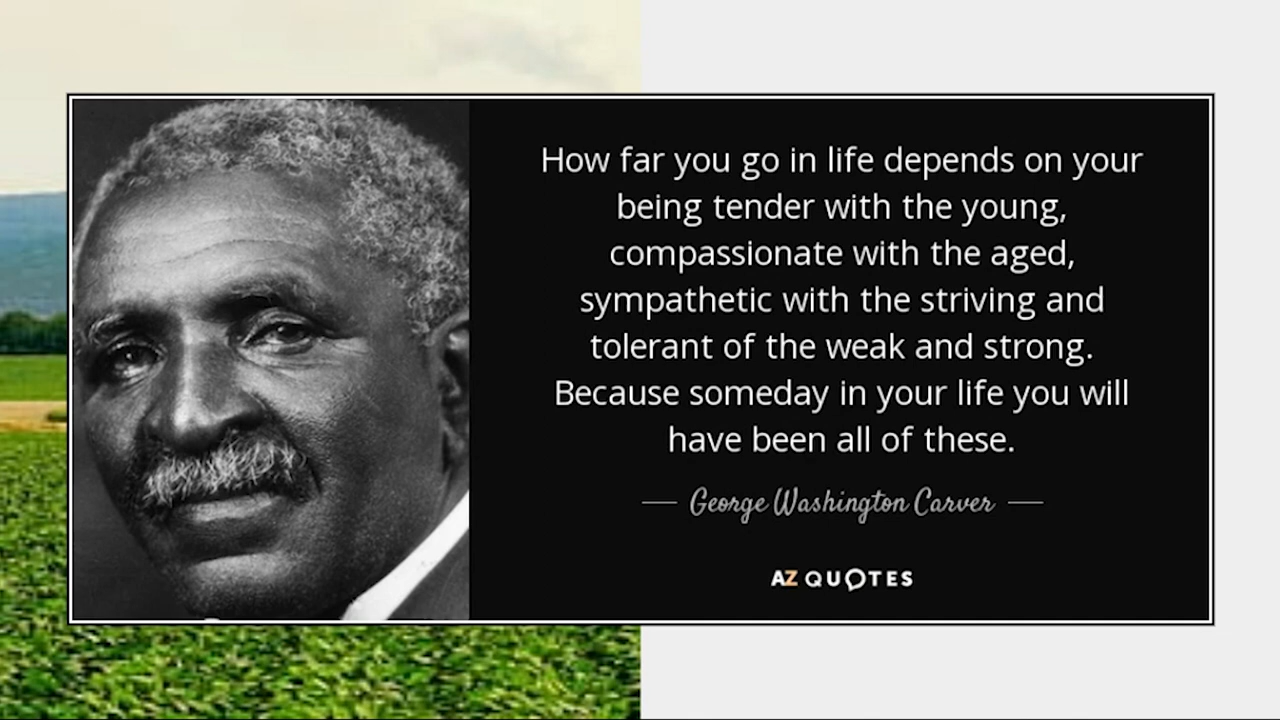 How far you go in life depends on your
being tender with the young,
compassionate with the aged,
sympathetic with the striving and
tolerant of the weak and strong.
Because someday in your life you will
have been all of these.
George Washington Carver
AZ QUOTES